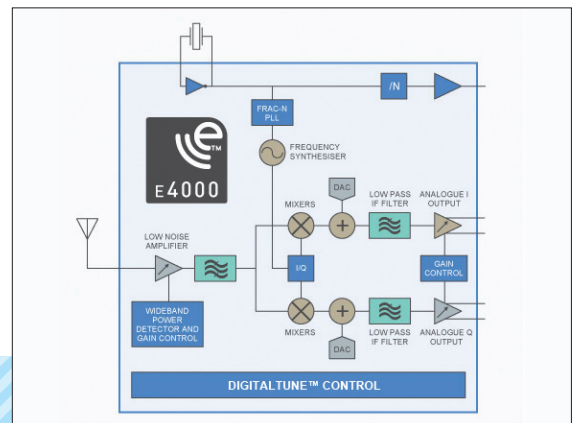 /N
FRAC-N
PLL
e™
E4000
FREQUENCY
SYNTHESISER
DAC
MIXERS
LOW PASS
IF FILTER
ANALOGUE I
OUTPUT
LOW NOISE
AMPLIFIER
I/Q
GAIN
CONTROL
WIDEBAND
POWER
DETECTOR AND
GAIN CONTROL
MIXERS
LOW PASS
IF FILTER
ANALOGUE Q
OUTPUT
DAC
DIGITALTUNE™ CONTROL